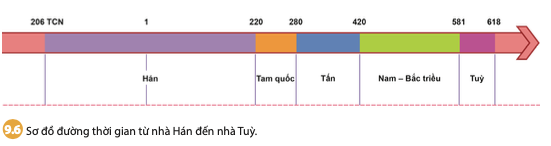 206 TCN 1 220 280 420 581 618
Hán Tam quốc Tấn Nam – Bắc triều Tuỳ
9.6 Sơ đồ đường thời gian từ nhà Hán đến nhà Tuỳ.